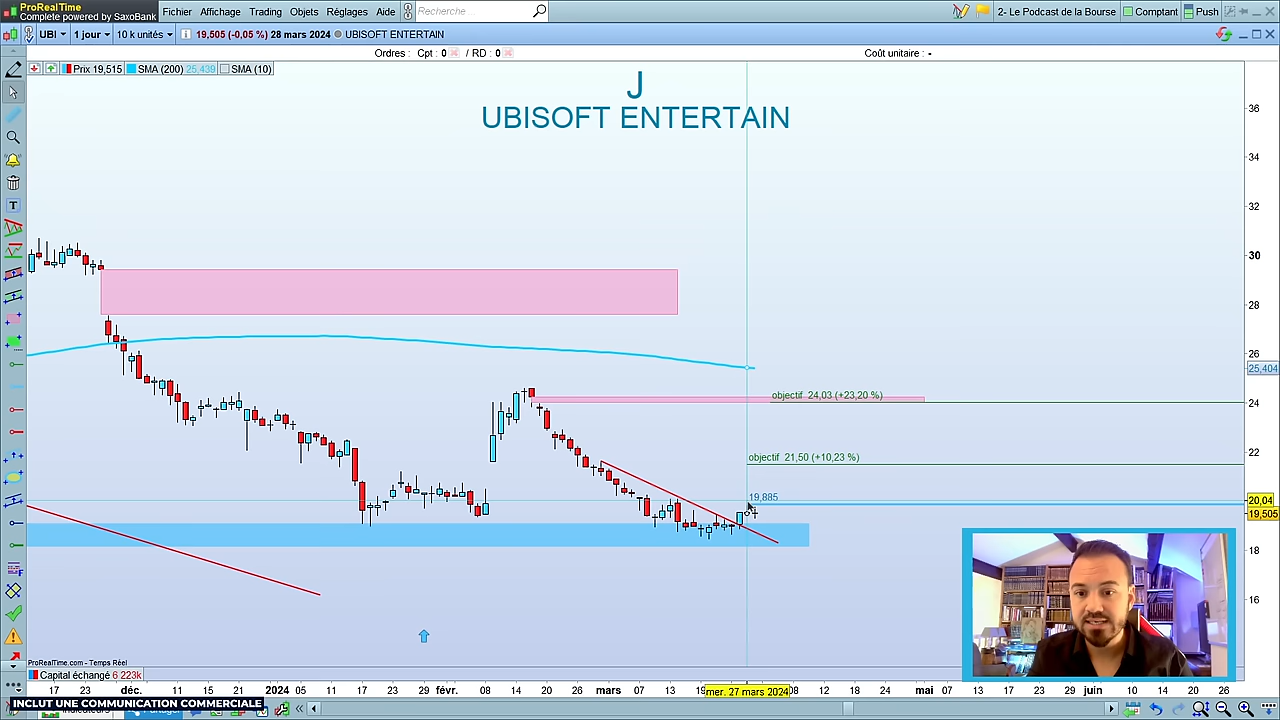 ProRealTime
Complete powered by SaxoBank
Fichier Affichage Trading Objets Réglages Aide Recherche 2- Le Podcast de la Bourse Comptant Push
UBI 1 jour 10 k unités 19.505 (-0,05 %) 28 mars 2024 UBISOFT ENTERTAIN
Ordres : Cpt : 0 / RD : 0 Coût unitaire : -
Prix 19,515 SMA (200) 25,439 SMA (10)
J
UBISOFT ENTERTAIN
36
34
32
30
28
26
25,404
objectif 24,03 (+23,20 %)
24
22
objectif 21,50 (+10,23 %)
19,885
20,04
19,505
18
16
ProRealTime.com - Temps Réel
Capital échangé 6 223k
17 23 déc. 11 18 22 2024 05 11 16 23 29 févr. 08 14 20 26 mars 07 13 19 mer. 27 mars 2024 08 12 18 24 mai 08 13 17 23 29 juin 10 14 20 26
INCLUT UNE COMMUNICATION COMMERCIALE